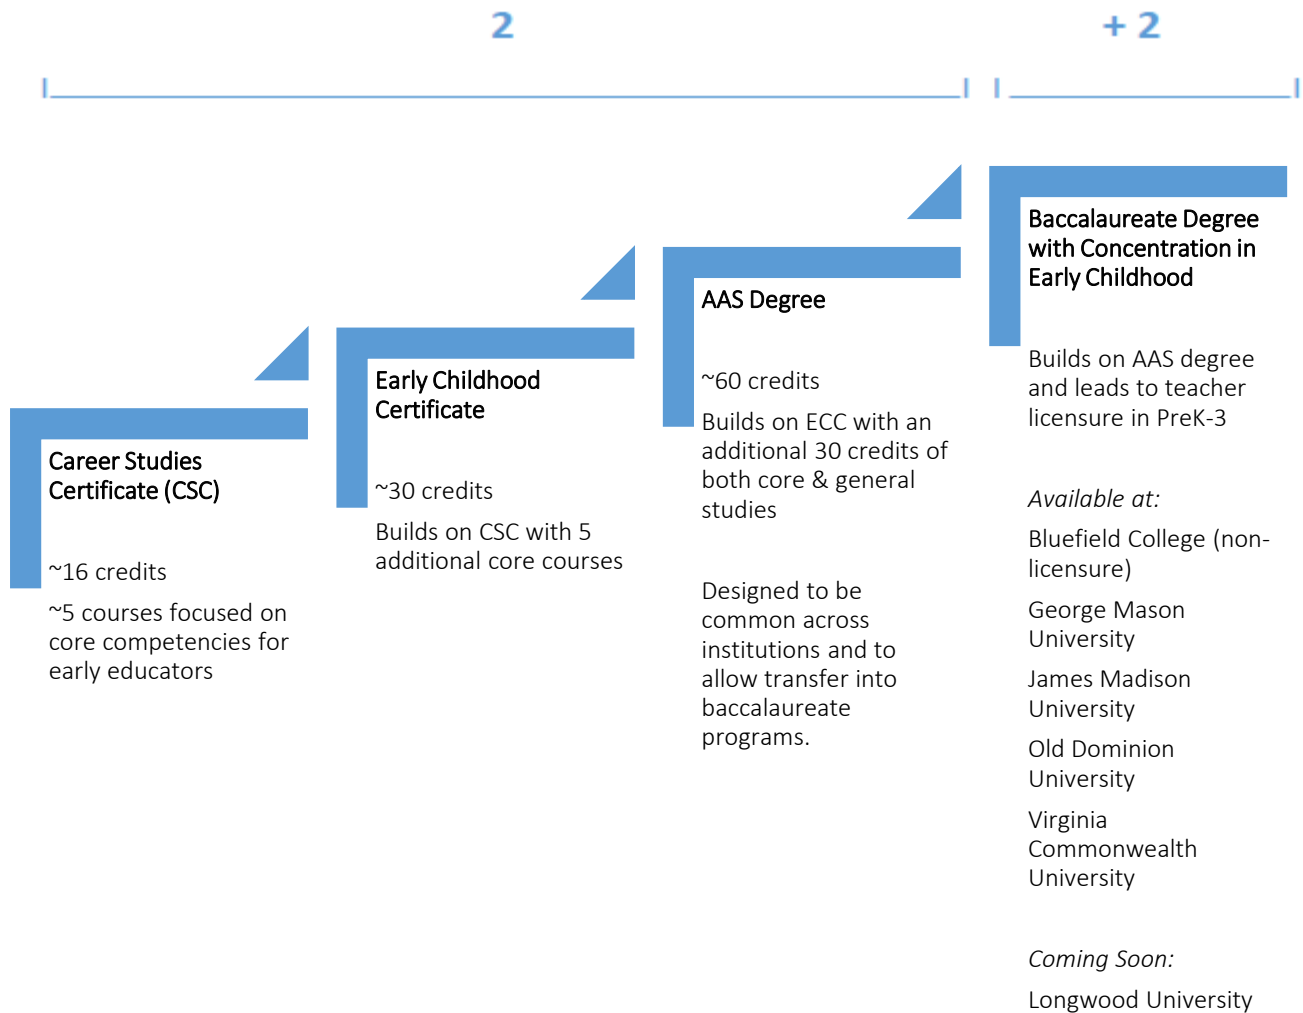 2
+ 2
Career Studies
Certificate (CSC)
~16 credits
~5 courses focused on
core competencies for
early educators
Early Childhood
Certificate
~30 credits
Builds on CSC with 5
additional core courses
AAS Degree
~60 credits
Builds on ECC with an
additional 30 credits of
both core & general
studies
Designed to be
common across
institutions and to
allow transfer into
baccalaureate
programs.
Baccalaureate Degree
with Concentration in
Early Childhood
Builds on AAS degree
and leads to teacher
licensure in PreK-3
Available at:
Bluefield College (non-
licensure)
George Mason
University
James Madison
University
Old Dominion
University
Virginia
Commonwealth
University
Coming Soon:
Longwood University